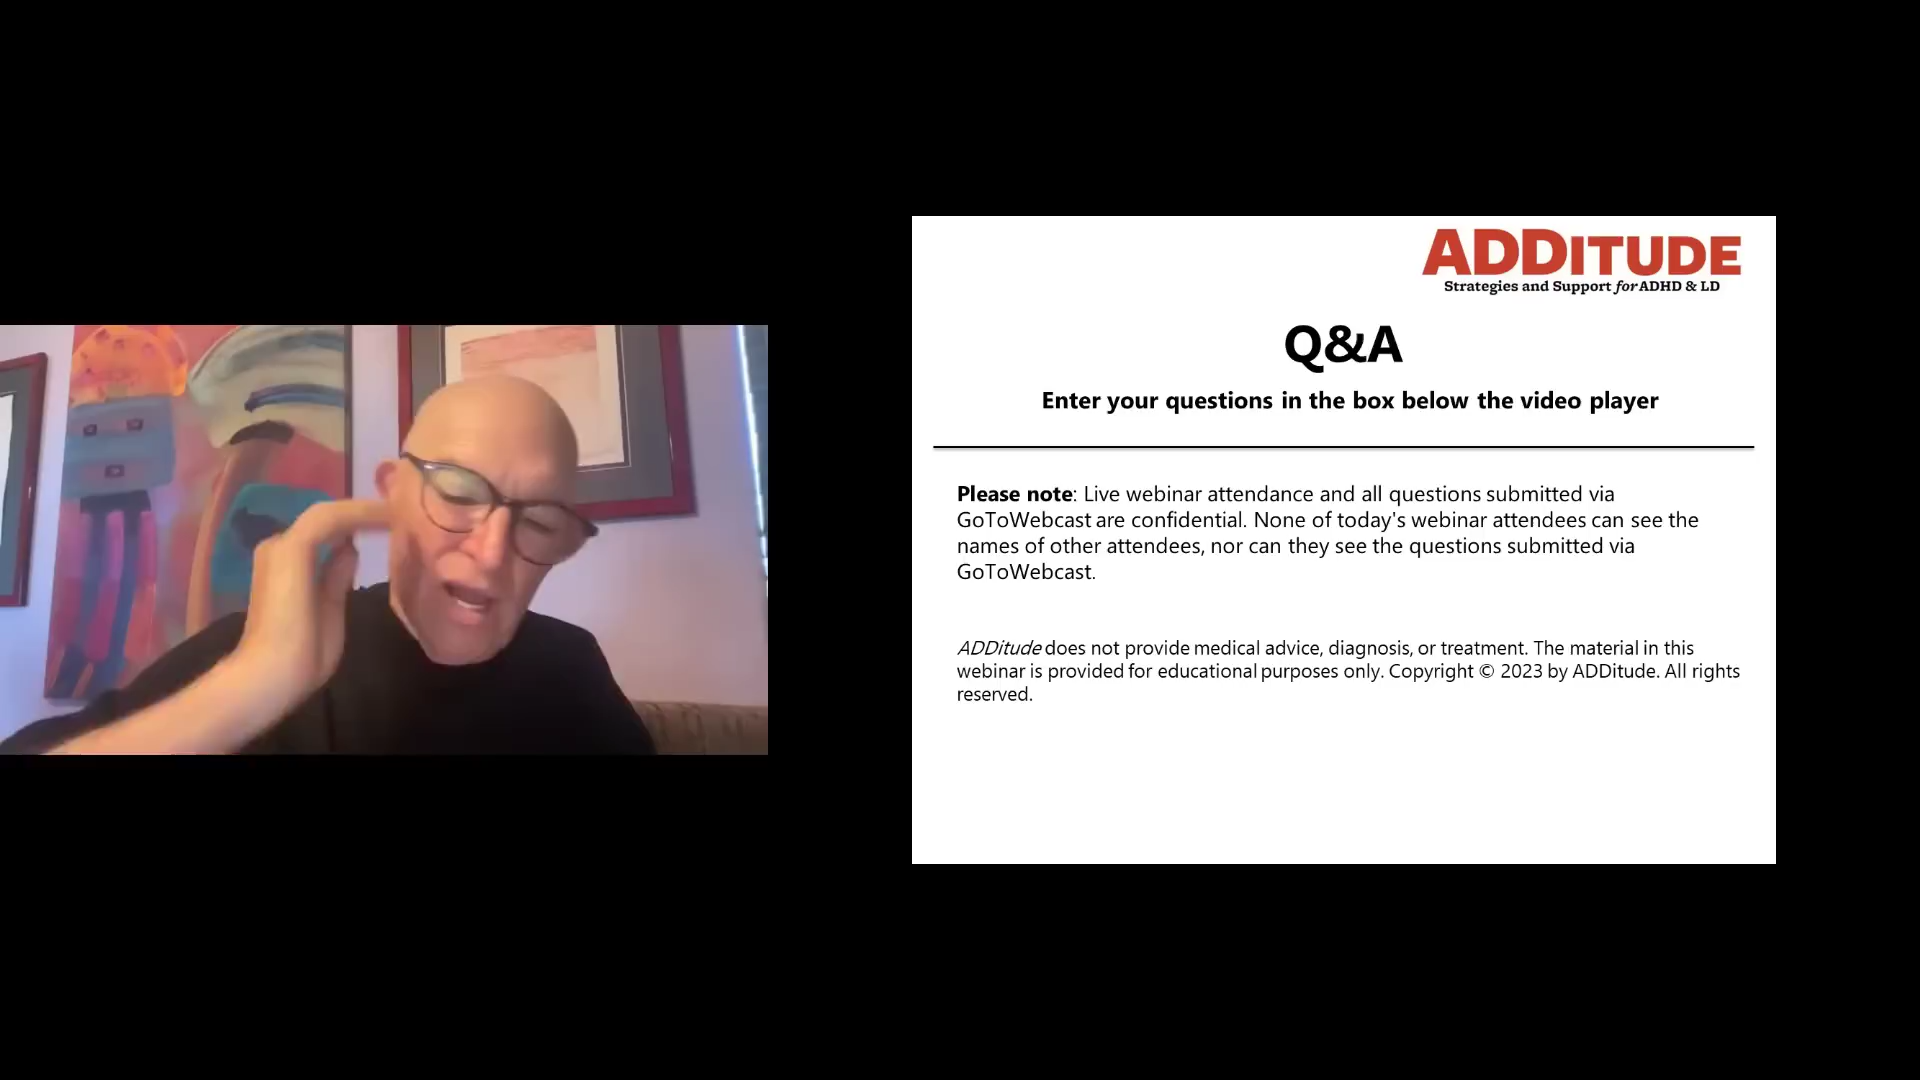 ADDITUDE
Strategies and Support for ADHD & LD
Q&A
Enter your questions in the box below the video player
Please note: Live webinar attendance and all questions submitted via
GoToWebcast are confidential. None of today's webinar attendees can see the
names of other attendees, nor can they see the questions submitted via
GoToWebcast.
ADDitude does not provide medical advice, diagnosis, or treatment. The material in this
webinar is provided for educational purposes only. Copyright © 2023 by ADDitude. All rights
reserved.